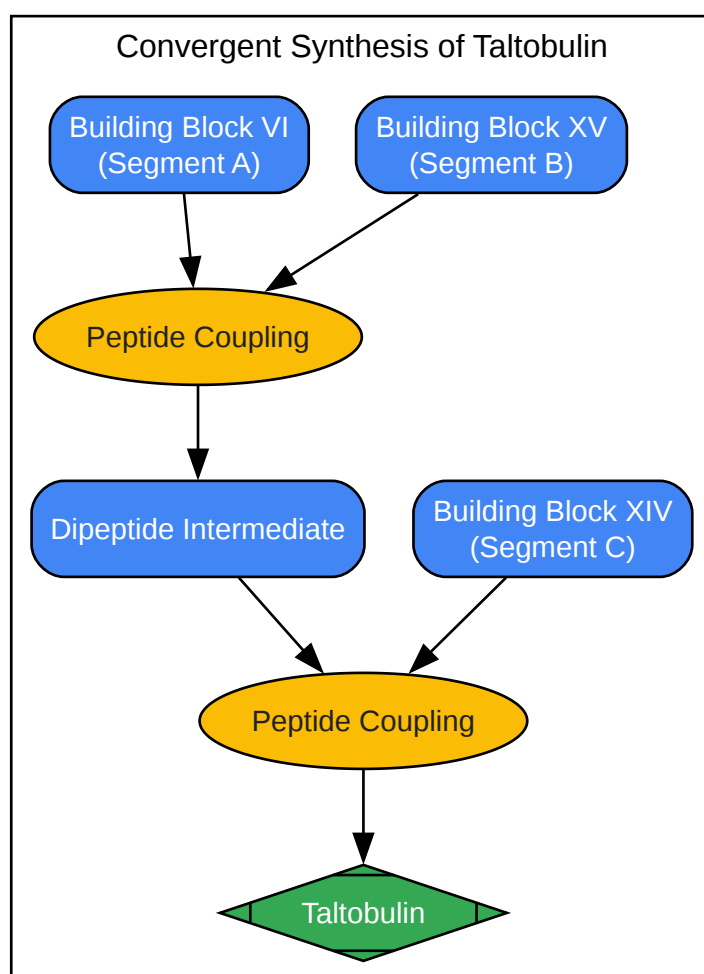 Convergent Synthesis of Taltobulin
Building Block VI
(Segment A)
Building Block XV
(Segment B)
Peptide Coupling
Dipeptide Intermediate
Building Block XIV
(Segment C)
Peptide Coupling
Taltobulin